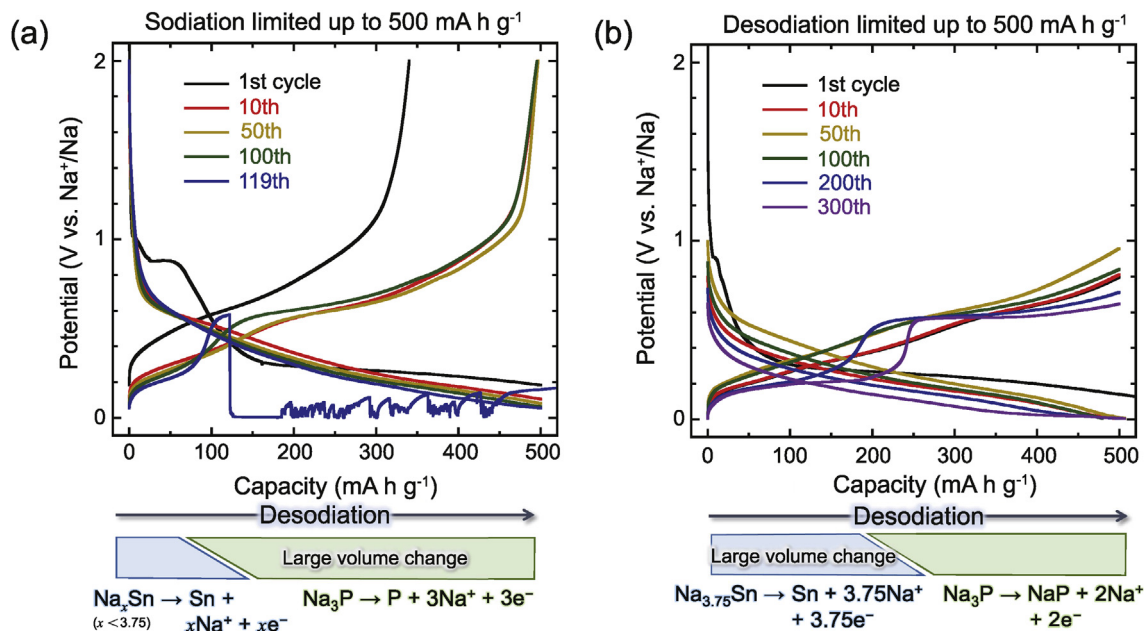 (a)
Sodiation limited up to 500 mA h g⁻¹
Potential (V vs. Na⁺/Na)
2
1
0
1st cycle
10th
50th
100th
119th
0 100 200 300 400 500
Capacity (mA h g⁻¹)
Desodiation
Large volume change
NaₓSn → Sn +
(x < 3.75)
xNa⁺ + xe⁻
Na₃P → P + 3Na⁺ + 3e⁻
(b)
Desodiation limited up to 500 mA h g⁻¹
Potential (V vs. Na⁺/Na)
2
1
0
1st cycle
10th
50th
100th
200th
300th
0 100 200 300 400 500
Capacity (mA h g⁻¹)
Desodiation
Large volume change
Na₃.₇₅Sn → Sn + 3.75Na⁺
+ 3.75e⁻
Na₃P → NaP + 2Na⁺
+ 2e⁻